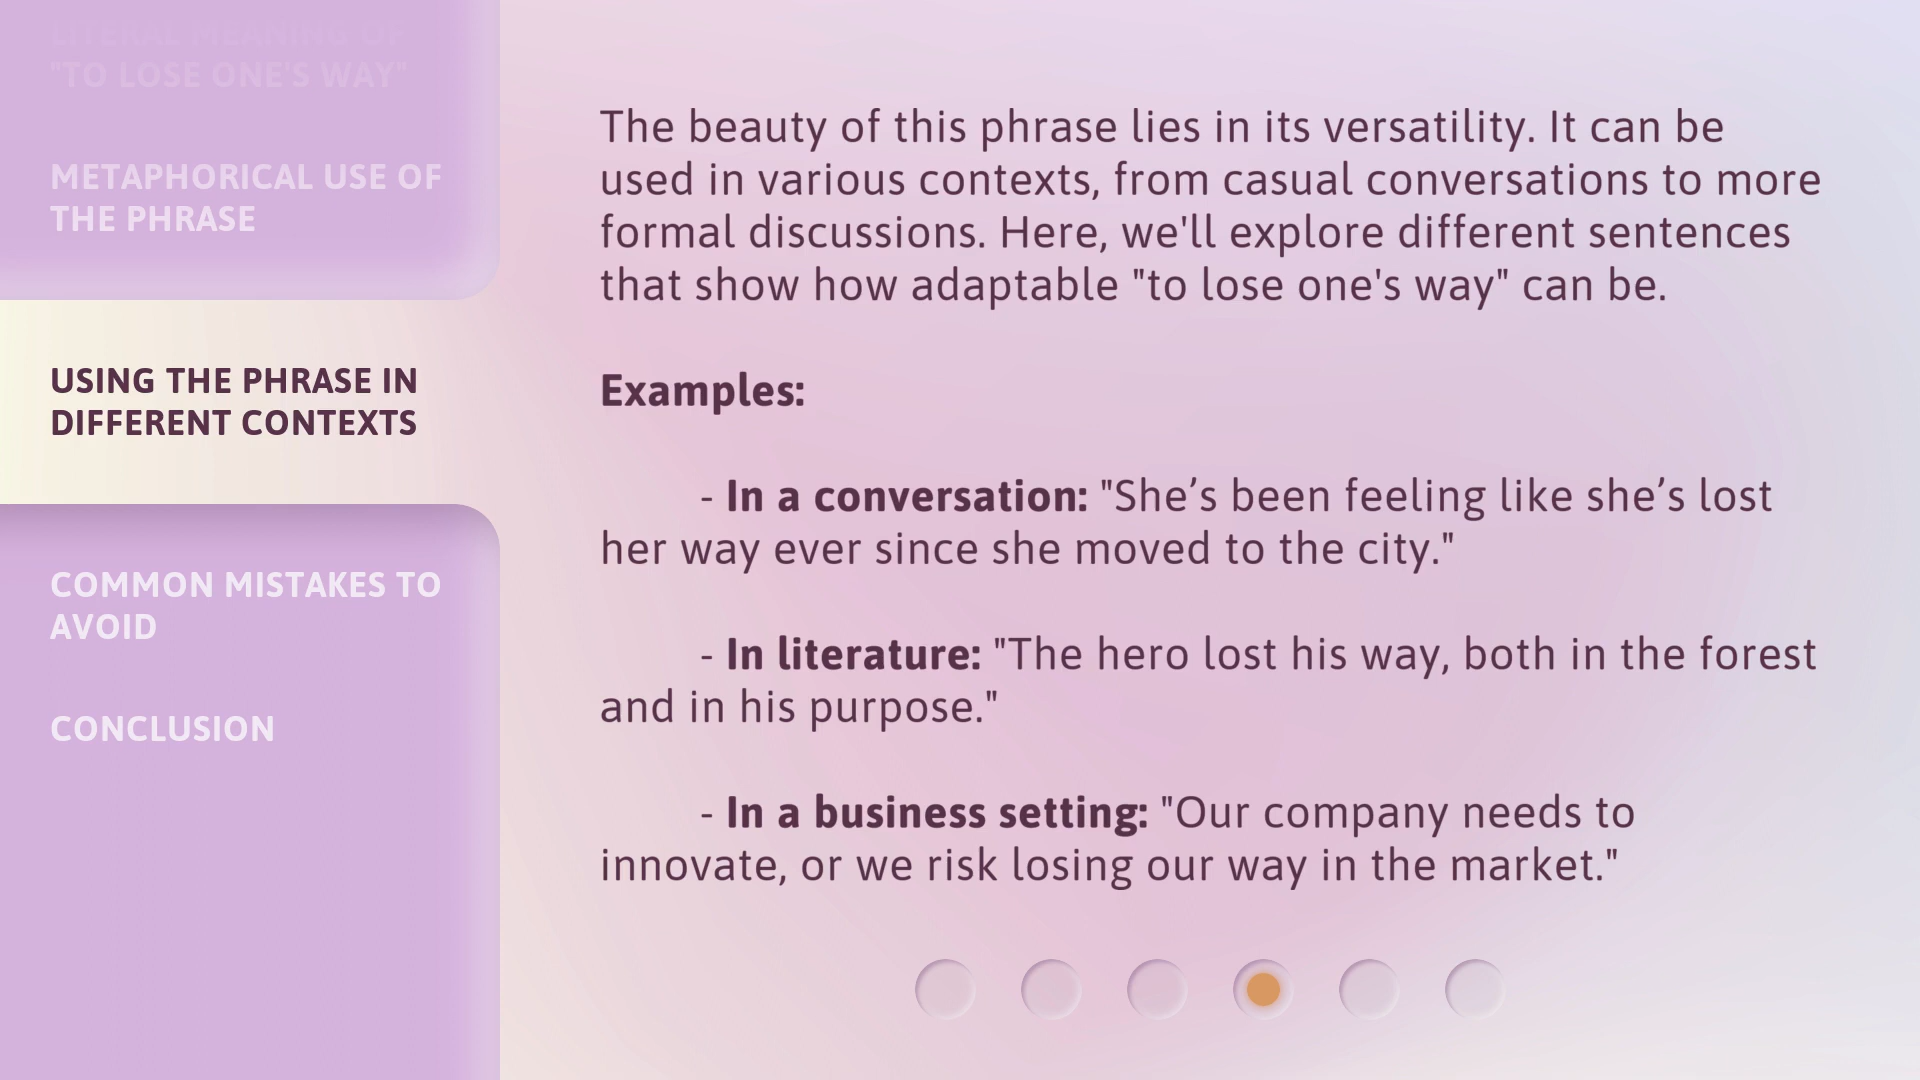 LITERAL MEANING OF
"TO LOSE ONE'S WAY"
METAPHORICAL USE OF
THE PHRASE
USING THE PHRASE IN
DIFFERENT CONTEXTS
COMMON MISTAKES TO
AVOID
CONCLUSION
The beauty of this phrase lies in its versatility. It can be
used in various contexts, from casual conversations to more
formal discussions. Here, we'll explore different sentences
that show how adaptable "to lose one's way" can be.
Examples:
- In a conversation: "She’s been feeling like she’s lost
her way ever since she moved to the city."
- In literature: "The hero lost his way, both in the forest
and in his purpose."
- In a business setting: "Our company needs to
innovate, or we risk losing our way in the market."